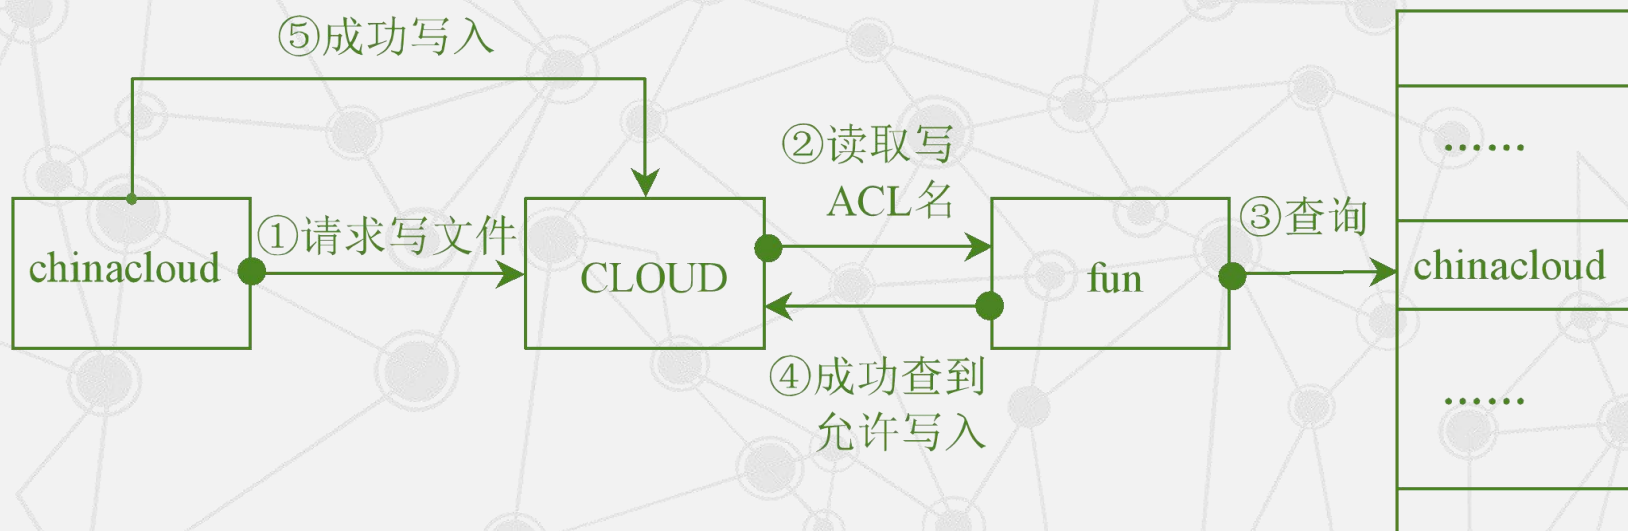 ⑤成功写入
②读取写
ACL名
①请求写文件
③查询
chinacloud
CLOUD
fun
chinacloud
④成功查到
允许写入
……
……